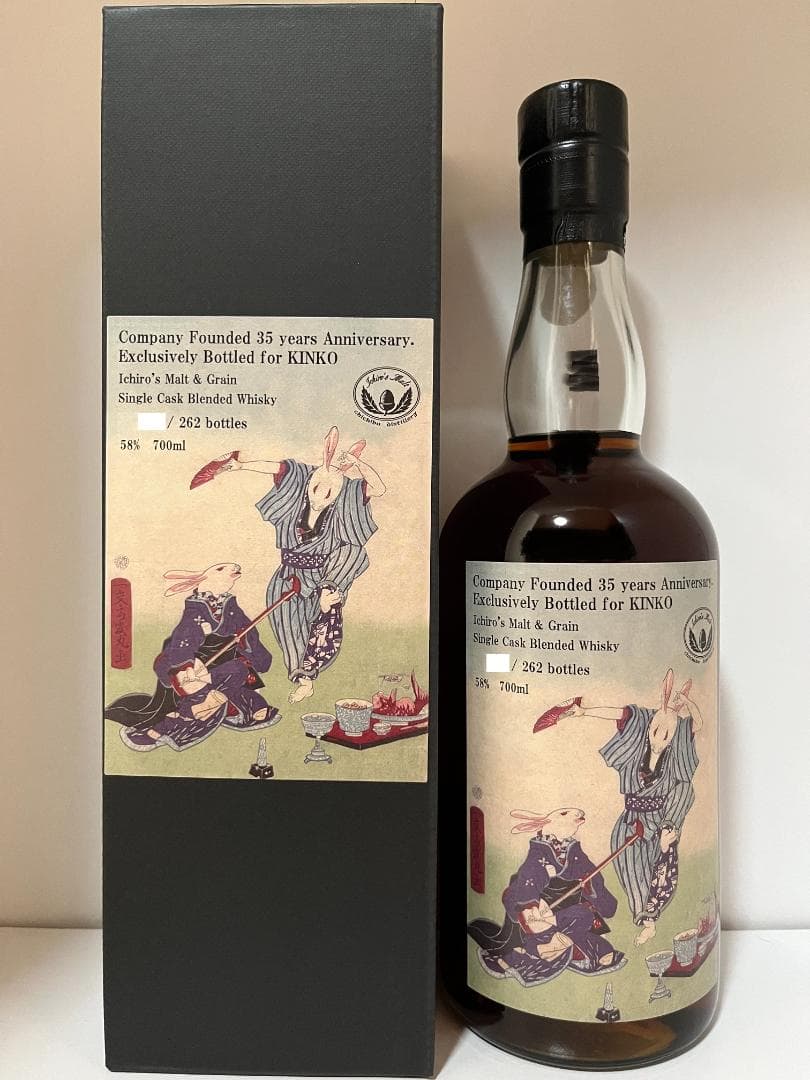 Company Founded 35 years Anniversary.
Exclusively Bottled for KINKO
Ichiro's Malt & Grain
Single Cask Blended Whisky
/ 262 bottles
58% 700ml
Ichiro's Malt
chichibu distillery
Company Founded 35 years Anniversary.
Exclusively Bottled for KINKO
Ichiro's Malt & Grain
Single Cask Blended Whisky
/ 262 bottles
58% 700ml
Ichiro's Malt